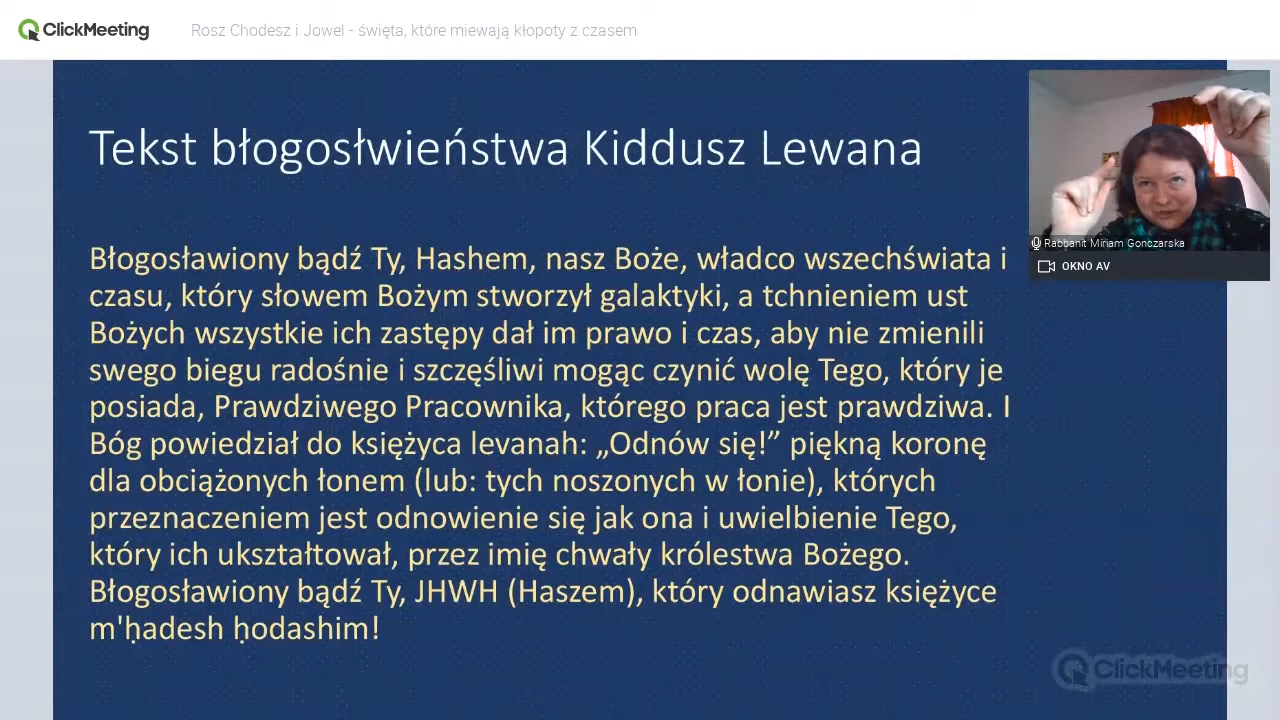 ClickMeeting
Rosz Chodesz i Jowel - święta, które miewają kłopoty z czasem
Tekst błogosłwieństwa Kiddusz Lewana
Błogosławiony bądź Ty, Hashem, nasz Boże, władco wszechświata i
czasu, który słowem Bożym stworzył galaktyki, a tchnieniem ust
Bożych wszystkie ich zastępy dał im prawo i czas, aby nie zmienili
swego biegu radośnie i szczęśliwi mogąc czynić wolę Tego, który je
posiada, Prawdziwego Pracownika, którego praca jest prawdziwa. I
Bóg powiedział do księżyca levanah: „Odnów się!” piękną koronę
dla obciążonych łonem (lub: tych noszonych w łonie), których
przeznaczeniem jest odnowienie się jak ona i uwielbienie Tego,
który ich ukształtował, przez imię chwały królestwa Bożego.
Błogosławiony bądź Ty, JHWH (Haszem), który odnawiasz księżyce
m'ḥadesh ḥodashim!
Rabbanit Miriam Gonczarska
OKNO AV
ClickMeeting